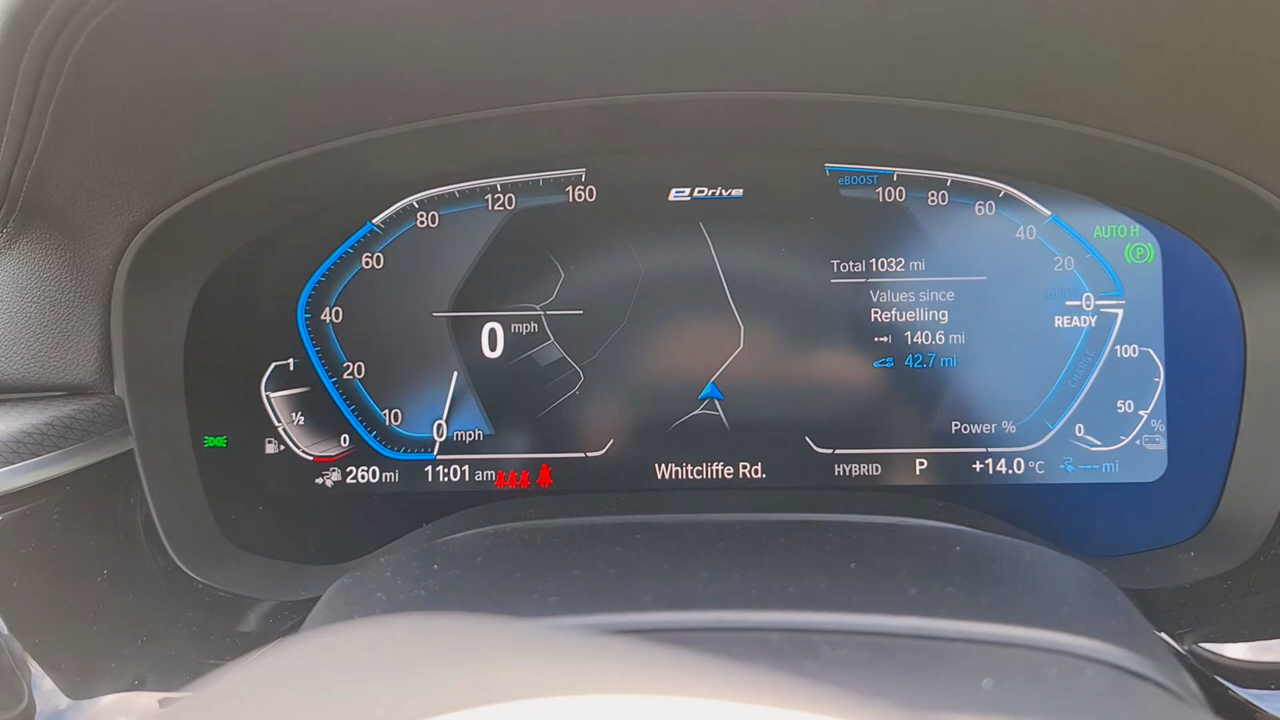 eDrive
160
120
80
60
40
20
10
0 mph
0 mph
1
½
0
260 mi
11:01 am
Whitcliffe Rd.
eBOOST
100
80
60
40
20
0
READY
CHARGE
Power %
AUTO H
P
Total 1032 mi
Values since
Refuelling
140.6 mi
42.7 mi
100
50
0
%
HYBRID
P
+14.0 °C
--- mi